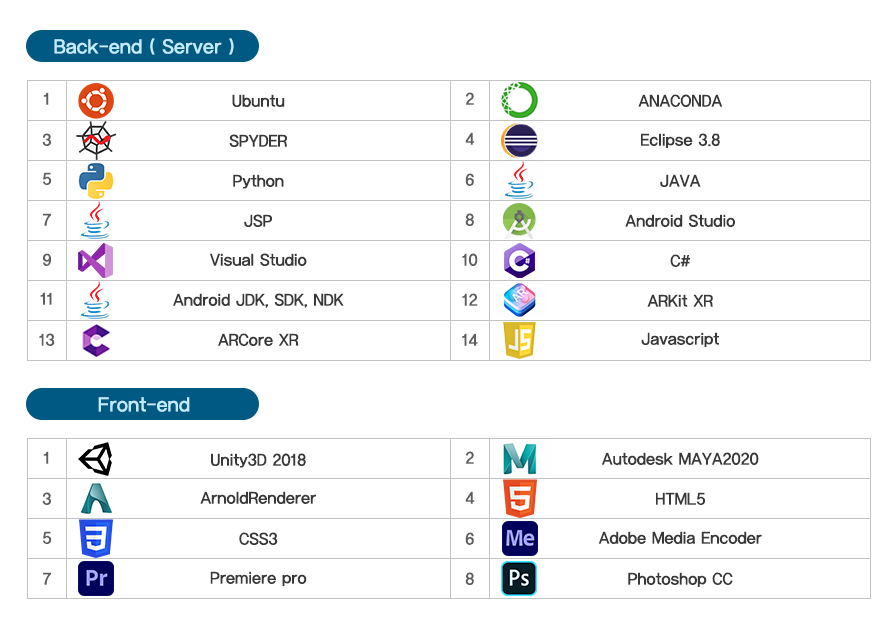 Back-end ( Server )
1 Ubuntu 2 ANACONDA
3 SPYDER 4 Eclipse 3.8
5 Python 6 JAVA
7 JSP 8 Android Studio
9 Visual Studio 10 C#
11 Android JDK, SDK, NDK 12 ARKit XR
13 ARCore XR 14 JS Javascript
Front-end
1 Unity3D 2018 2 Autodesk MAYA2020
3 ArnoldRenderer 4 5 HTML5
5 3 CSS3 6 Me Adobe Media Encoder
7 Pr Premiere pro 8 Ps Photoshop CC